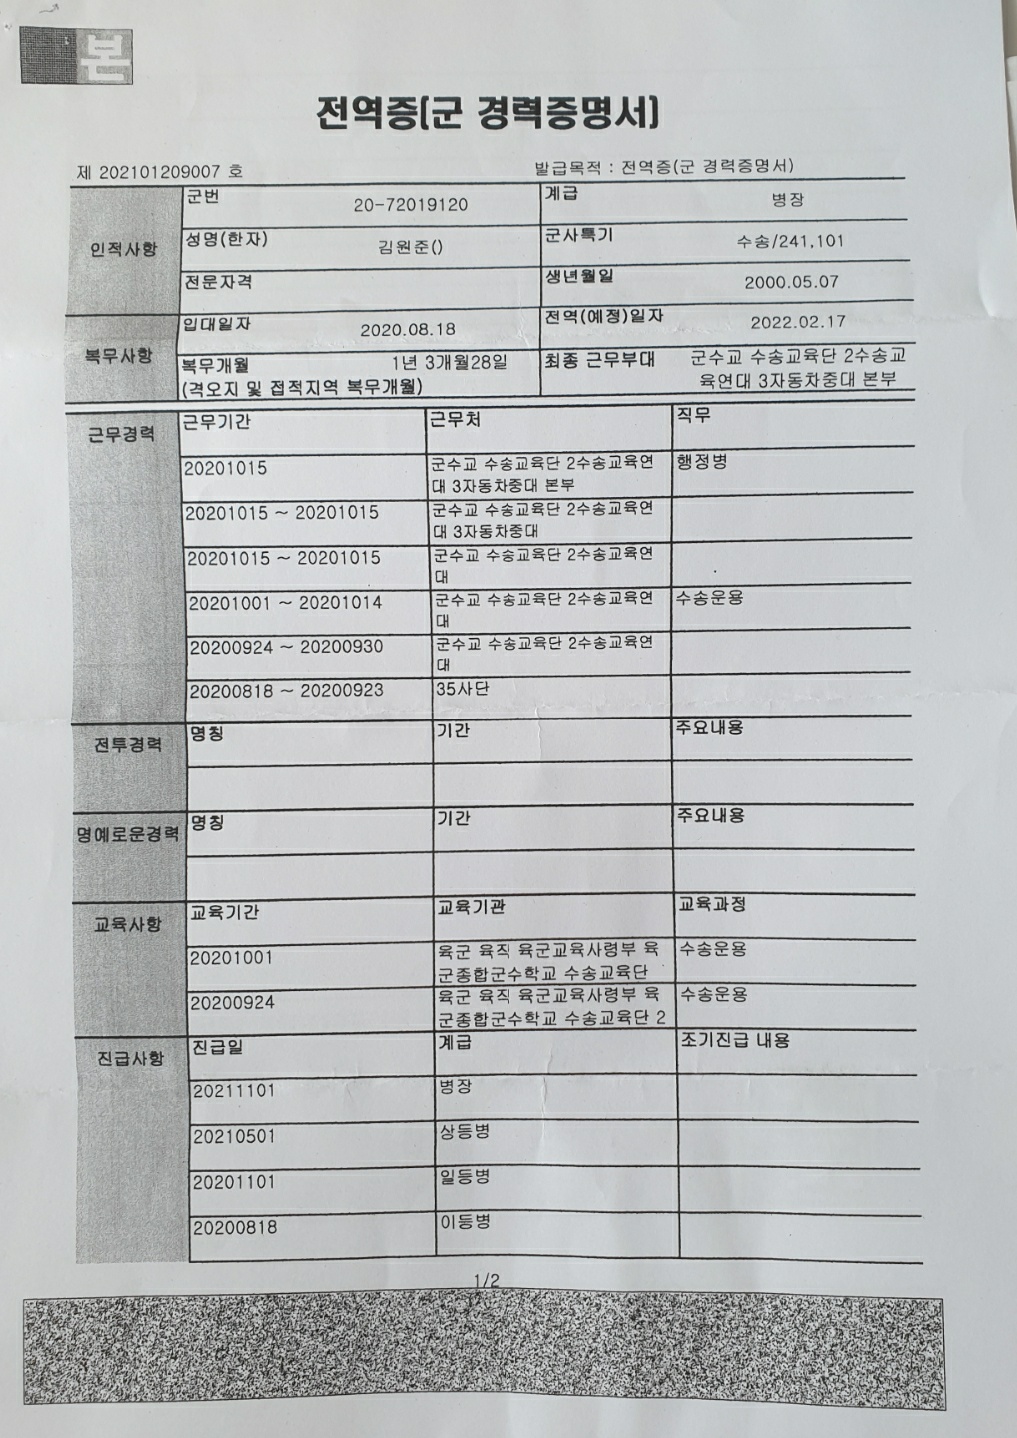 본
전역증(군 경력증명서)
제 202101209007 호
발급목적 : 전역증(군 경력증명서)
인적사항
군번 20-72019120 계급 병장
성명(한자) 김원준() 군사특기 수송/241,101
전문자격 생년월일 2000.05.07
복무사항
입대일자 2020.08.18 전역(예정)일자 2022.02.17
복무개월 1년 3개월28일 최종 근무부대 군수교 수송교육단 2수송교
(격오지 및 접적지역 복무개월) 육연대 3자동차중대 본부
근무경력 근무기간 근무처 직무
20201015 군수교 수송교육단 2수송교육연 행정병
대 3자동차중대 본부
20201015 ~ 20201015 군수교 수송교육단 2수송교육연
대 3자동차중대
20201015 ~ 20201015 군수교 수송교육단 2수송교육연
대
20201001 ~ 20201014 군수교 수송교육단 2수송교육연 수송운용
대
20200924 ~ 20200930 군수교 수송교육단 2수송교육연
대
20200818 ~ 20200923 35사단
전투경력 명칭 기간 주요내용
명예로운경력 명칭 기간 주요내용
교육사항 교육기간 교육기관 교육과정
20201001 육군 육직 육군교육사령부 육 수송운용
군종합군수학교 수송교육단
20200924 육군 육직 육군교육사령부 육 수송운용
군종합군수학교 수송교육단 2
진급사항 진급일 계급 조기진급 내용
20211101 병장
20210501 상등병
20201101 일등병
20200818 이등병
1/2